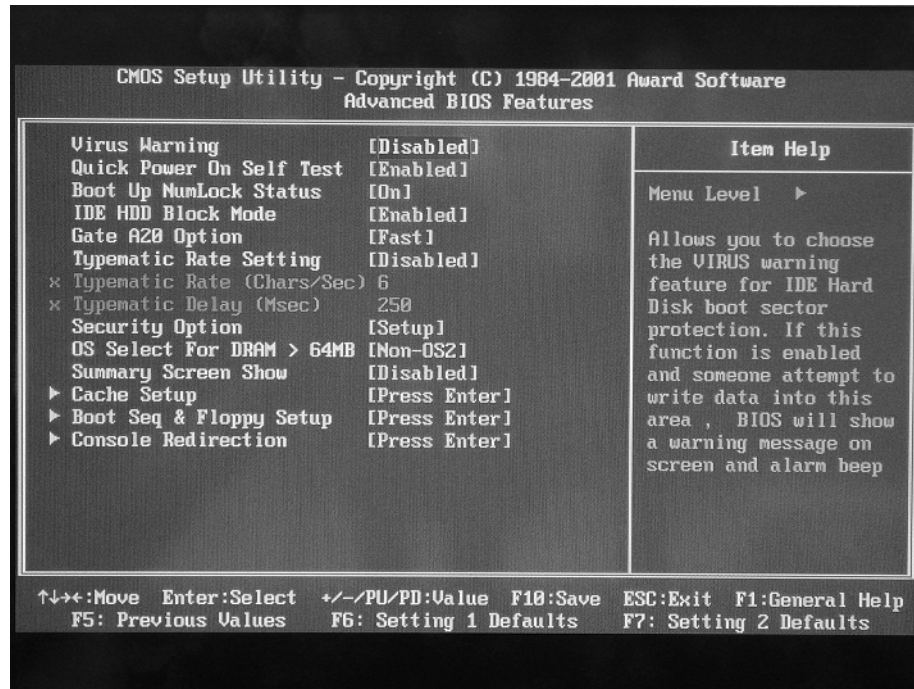 CMOS Setup Utility – Copyright (C) 1984–2001 Award Software
Advanced BIOS Features
Virus Warning [Disabled]
Quick Power On Self Test [Enabled]
Boot Up NumLock Status [On]
IDE HDD Block Mode [Enabled]
Gate A20 Option [Fast]
Typematic Rate Setting [Disabled]
x Typematic Rate (Chars/Sec) 6
x Typematic Delay (Msec) 250
Security Option [Setup]
OS Select For DRAM > 64MB [Non-OS2]
Summary Screen Show [Disabled]
▶ Cache Setup [Press Enter]
▶ Boot Seq & Floppy Setup [Press Enter]
▶ Console Redirection [Press Enter]
Item Help
Menu Level ▶
Allows you to choose
the VIRUS warning
feature for IDE Hard
Disk boot sector
protection. If this
function is enabled
and someone attempt to
write data into this
area , BIOS will show
a warning message on
screen and alarm beep
↑↓→←:Move Enter:Select +/-/PU/PD:Value F10:Save ESC:Exit F1:General Help
F5: Previous Values F6: Setting 1 Defaults F7: Setting 2 Defaults